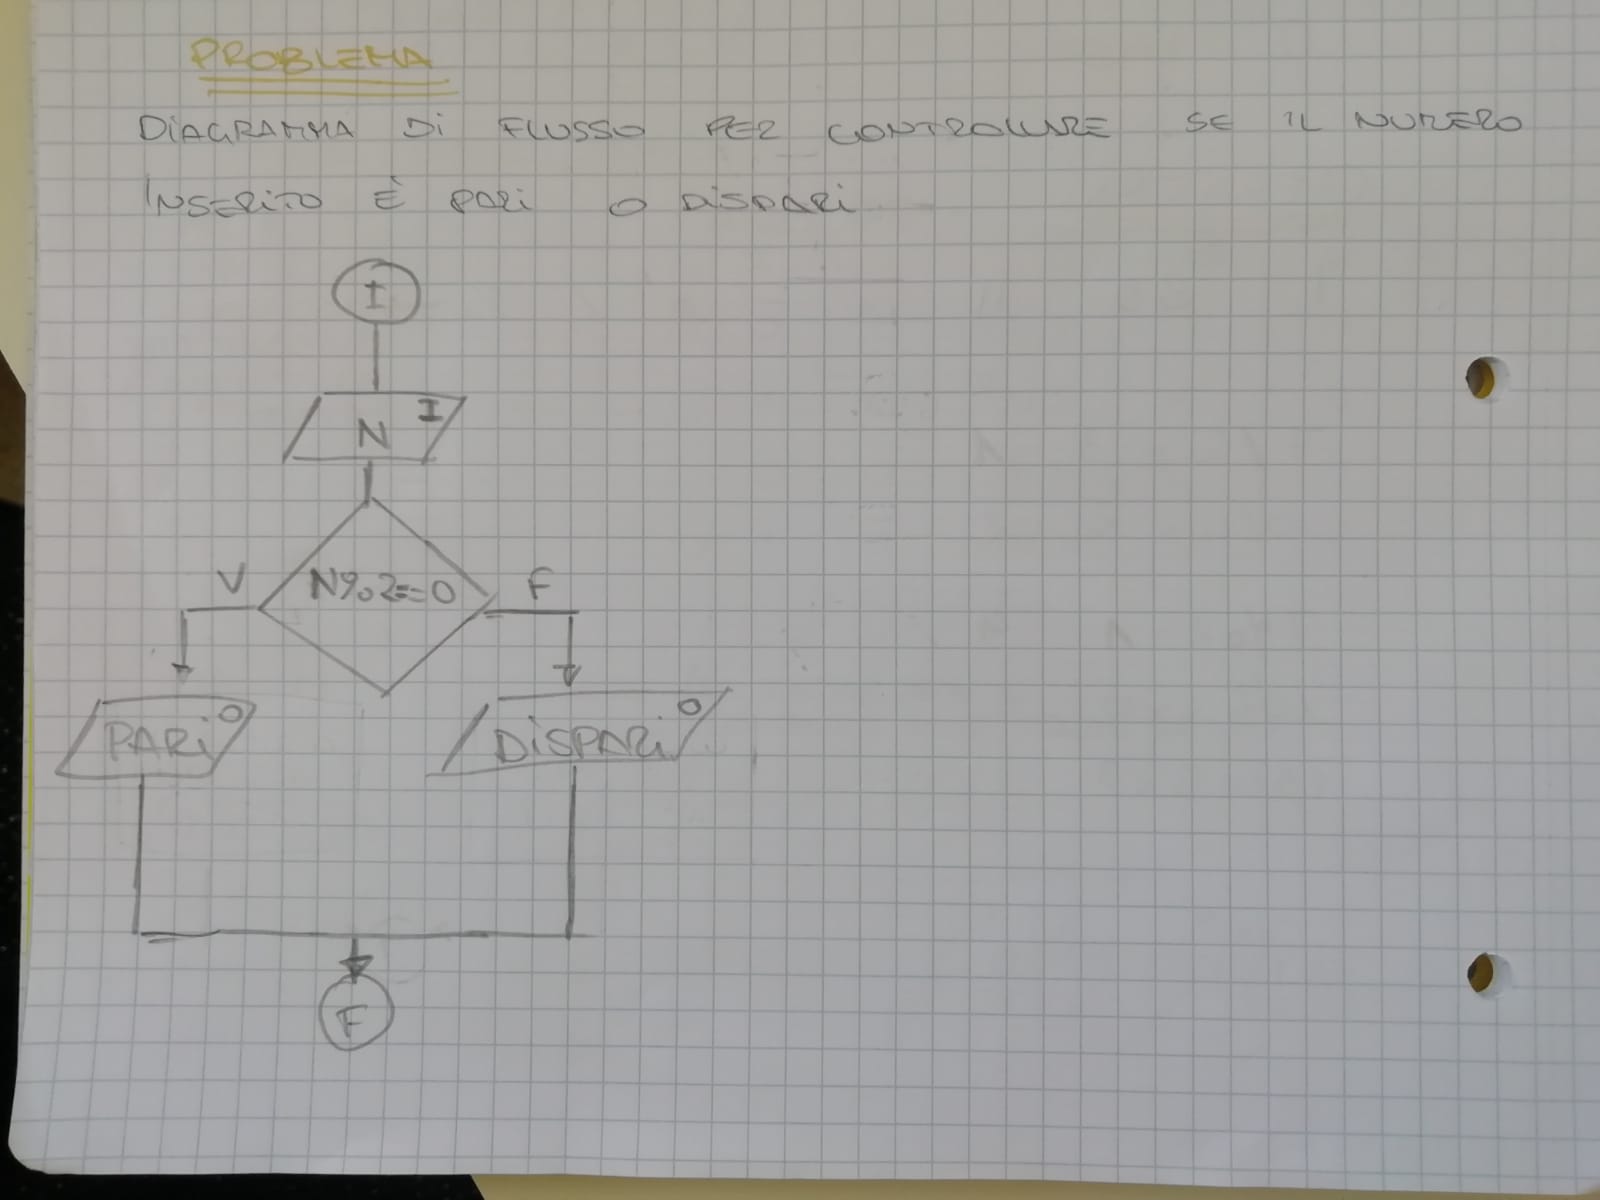 PROBLEMA
DIAGRAMMA DI FLUSSO PER CONTROLLARE SE IL NUMERO
INSERITO È PARI O DISPARI
I
I
N
V
N%2==0
F
PARI O
DISPARI O
F